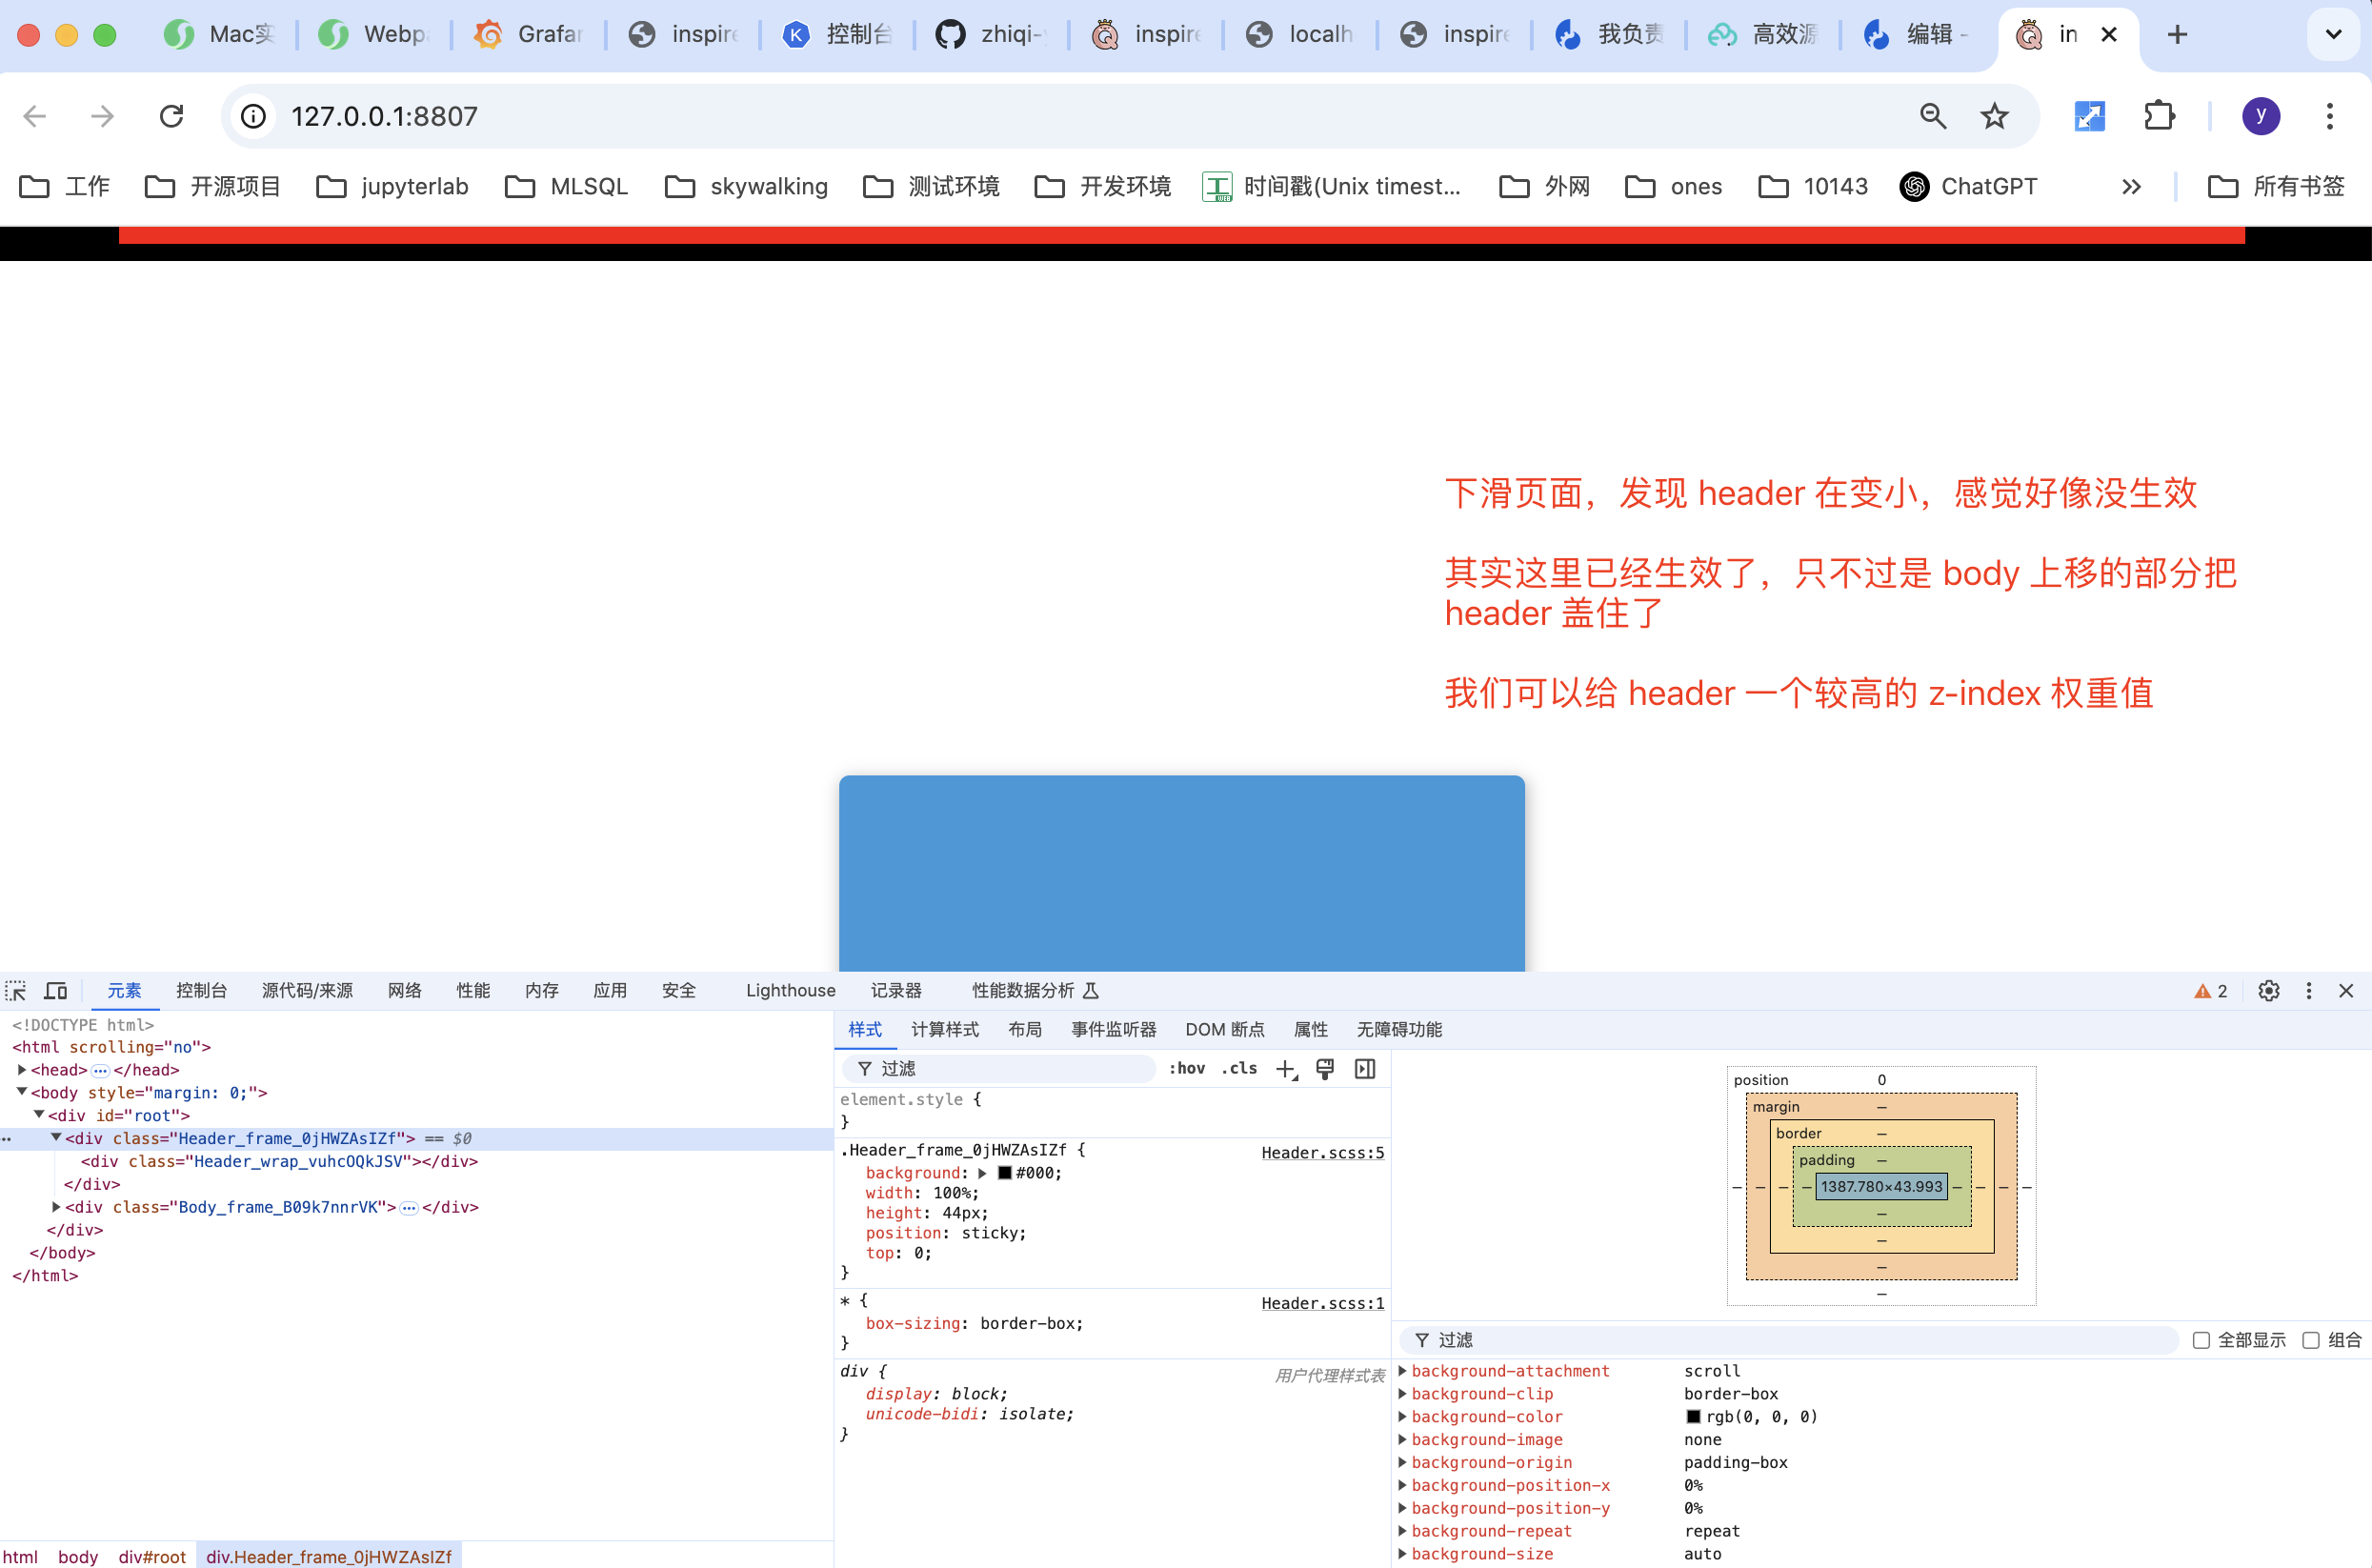 Mac实
Webp
Grafar
inspire
控制台
zhiqi-
inspire
localh
inspire
我负责
高效源
编辑 -
in
127.0.0.1:8807
y
工作
开源项目
jupyterlab
MLSQL
skywalking
测试环境
开发环境
时间戳(Unix timest...
外网
ones
10143
ChatGPT
所有书签
下滑页面，发现 header 在变小，感觉好像没生效
其实这里已经生效了，只不过是 body 上移的部分把
header 盖住了
我们可以给 header 一个较高的 z-index 权重值
元素 控制台 源代码/来源 网络 性能 内存 应用 安全 Lighthouse 记录器 性能数据分析 2
<!DOCTYPE html>
<html scrolling="no">
<head>…</head>
<body style="margin: 0;">
<div id="root">
<div class="Header_frame_0jHWZAsIZf"> == $0
<div class="Header_wrap_vuhcOQkJSV"></div>
</div>
<div class="Body_frame_B09k7nnrVK">…</div>
</div>
</body>
</html>
html body div#root div.Header_frame_0jHWZAsIZf
样式 计算样式 布局 事件监听器 DOM 断点 属性 无障碍功能
过滤 :hov .cls
element.style {
}
.Header_frame_0jHWZAsIZf { Header.scss:5
background: #000;
width: 100%;
height: 44px;
position: sticky;
top: 0;
}
* { Header.scss:1
box-sizing: border-box;
}
div { 用户代理样式表
display: block;
unicode-bidi: isolate;
}
position 0
margin –
border –
padding –
– – – – 1387.780×43.993 – – – –
–
–
–
–
过滤 全部显示 组合
background-attachment scroll
background-clip border-box
background-color rgb(0, 0, 0)
background-image none
background-origin padding-box
background-position-x 0%
background-position-y 0%
background-repeat repeat
background-size auto